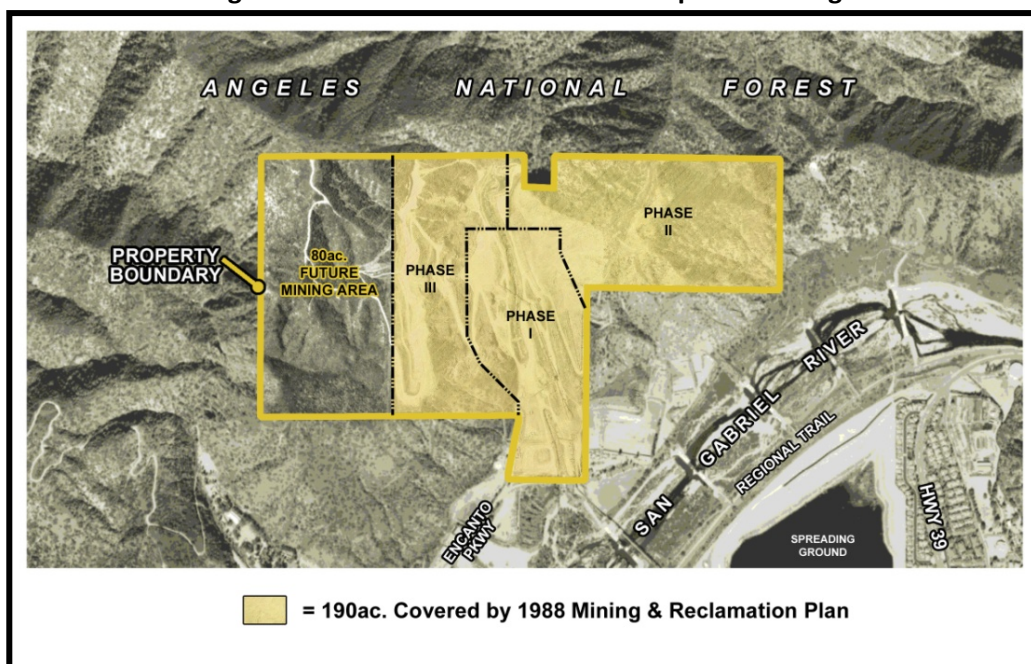 ANGELES NATIONAL FOREST
PROPERTY
BOUNDARY
80ac.
FUTURE
MINING AREA
PHASE
III
PHASE
I
PHASE
II
SAN GABRIEL RIVER
REGIONAL TRAIL
HWY 39
ENCANTO
PKWY
SPREADING
GROUND
= 190ac. Covered by 1988 Mining & Reclamation Plan